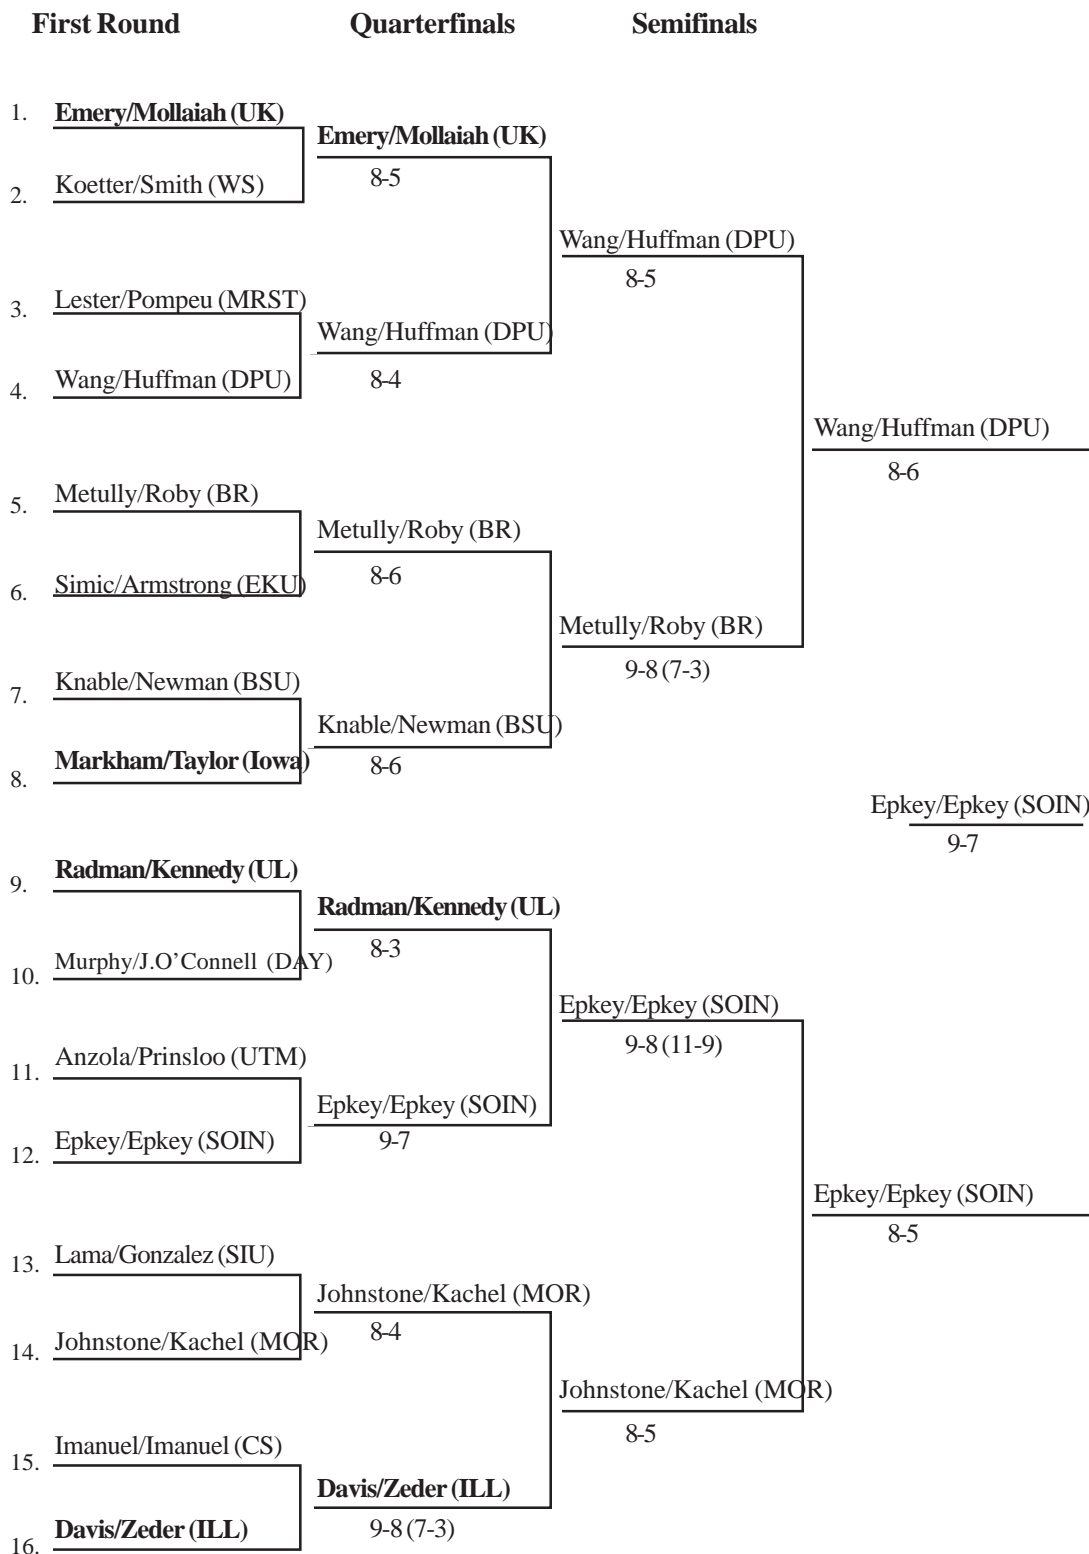 First Round Quarterfinals Semifinals
1. Emery/Mollaiah (UK)
Emery/Mollaiah (UK)
8-5
2. Koetter/Smith (WS)
Wang/Huffman (DPU)
8-5
3. Lester/Pompeu (MRST)
Wang/Huffman (DPU)
8-4
4. Wang/Huffman (DPU)
Wang/Huffman (DPU)
8-6
5. Metully/Roby (BR)
Metully/Roby (BR)
8-6
6. Simic/Armstrong (EKU)
Metully/Roby (BR)
9-8 (7-3)
7. Knable/Newman (BSU)
Knable/Newman (BSU)
8-6
8. Markham/Taylor (Iowa)
Epkey/Epkey (SOIN)
9-7
9. Radman/Kennedy (UL)
Radman/Kennedy (UL)
8-3
10. Murphy/J.O'Connell (DAY)
Epkey/Epkey (SOIN)
9-8 (11-9)
11. Anzola/Prinsloo (UTM)
Epkey/Epkey (SOIN)
9-7
12. Epkey/Epkey (SOIN)
Epkey/Epkey (SOIN)
8-5
13. Lama/Gonzalez (SIU)
Johnstone/Kachel (MOR)
8-4
14. Johnstone/Kachel (MOR)
Johnstone/Kachel (MOR)
8-5
15. Imanuel/Imanuel (CS)
Davis/Zeder (ILL)
9-8 (7-3)
16. Davis/Zeder (ILL)